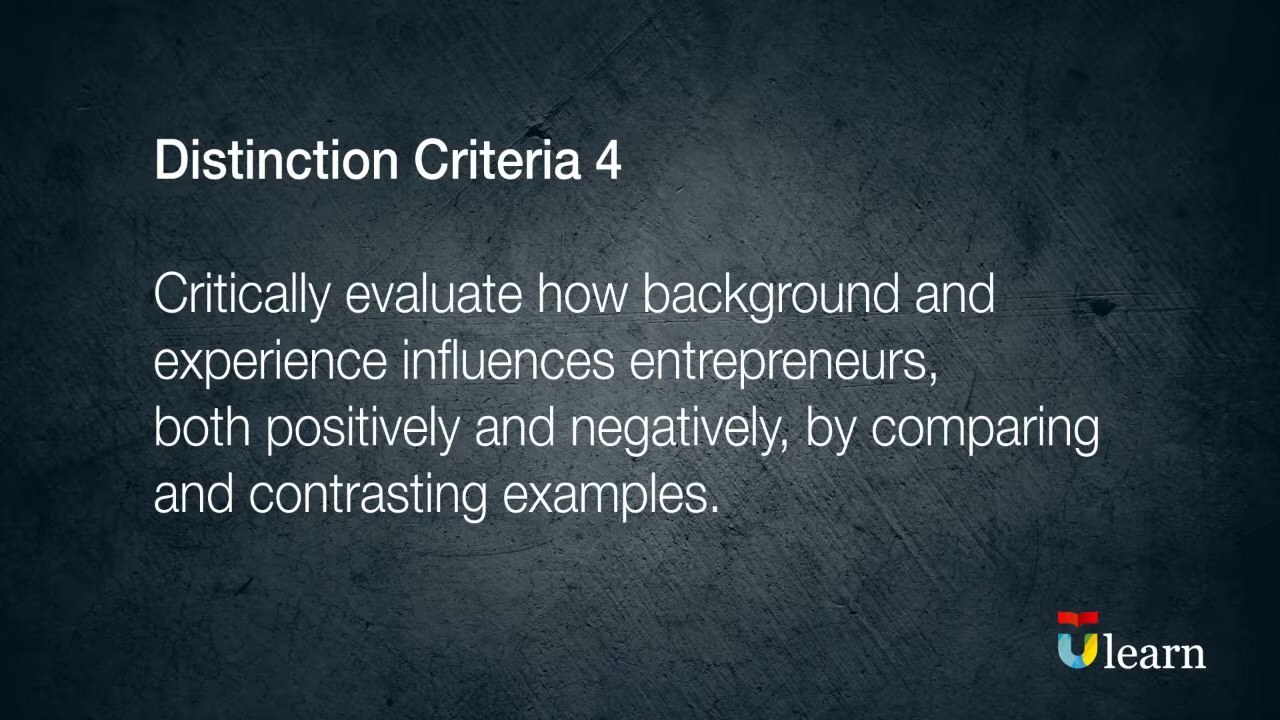 Distinction Criteria 4
Critically evaluate how background and
experience influences entrepreneurs,
both positively and negatively, by comparing
and contrasting examples.
U learn